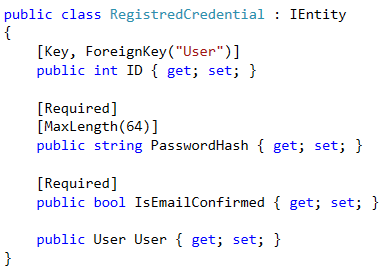 public class RegistredCredential : IEntity
{
    [Key, ForeignKey("User")]
    public int ID { get; set; }

    [Required]
    [MaxLength(64)]
    public string PasswordHash { get; set; }

    [Required]
    public bool IsEmailConfirmed { get; set; }

    public User User { get; set; }
}